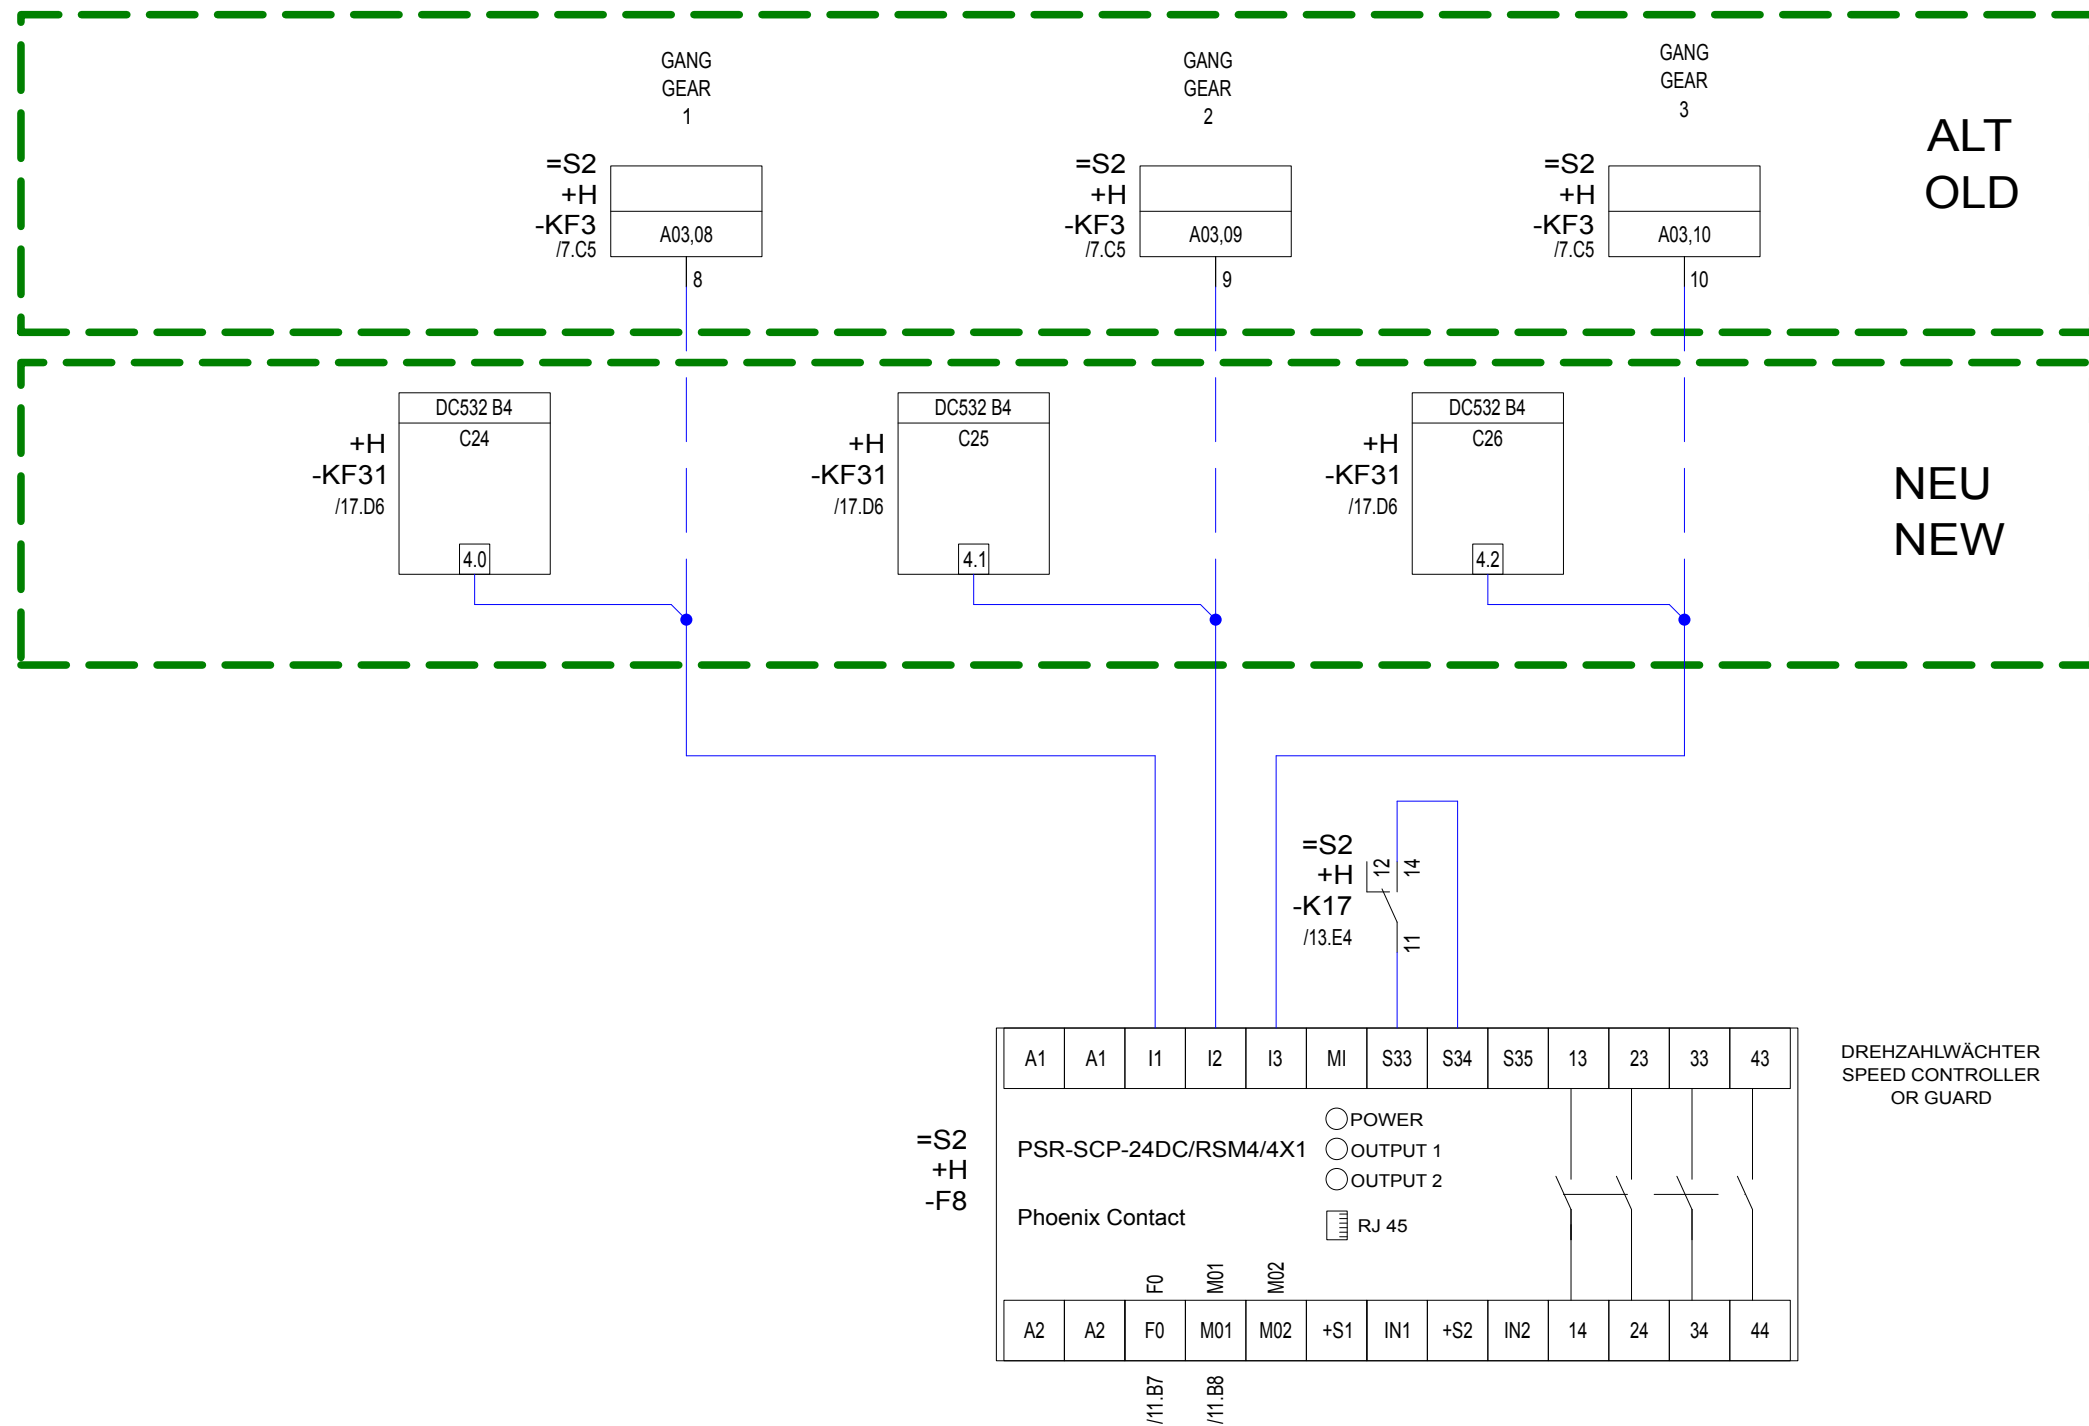 GANG
GEAR
1
GANG
GEAR
2
GANG
GEAR
3
ALT
OLD
=S2
+H
-KF3
/7.C5
A03,08
8
=S2
+H
-KF3
/7.C5
A03,09
9
=S2
+H
-KF3
/7.C5
A03,10
10
DC532 B4
C24
+H
-KF31
/17.D6
4.0
DC532 B4
C25
+H
-KF31
/17.D6
4.1
DC532 B4
C26
+H
-KF31
/17.D6
4.2
NEU
NEW
=S2
+H
-K17
/13.E4
12
14
11
A1 A1 I1 I2 I3 MI S33 S34 S35 13 23 33 43
DREHZAHLWÄCHTER
SPEED CONTROLLER
OR GUARD
=S2
+H
-F8
PSR-SCP-24DC/RSM4/4X1
Phoenix Contact
POWER
OUTPUT 1
OUTPUT 2
RJ 45
F0 M01 M02
A2 A2 F0 M01 M02 +S1 IN1 +S2 IN2 14 24 34 44
/11.B7
/11.B8